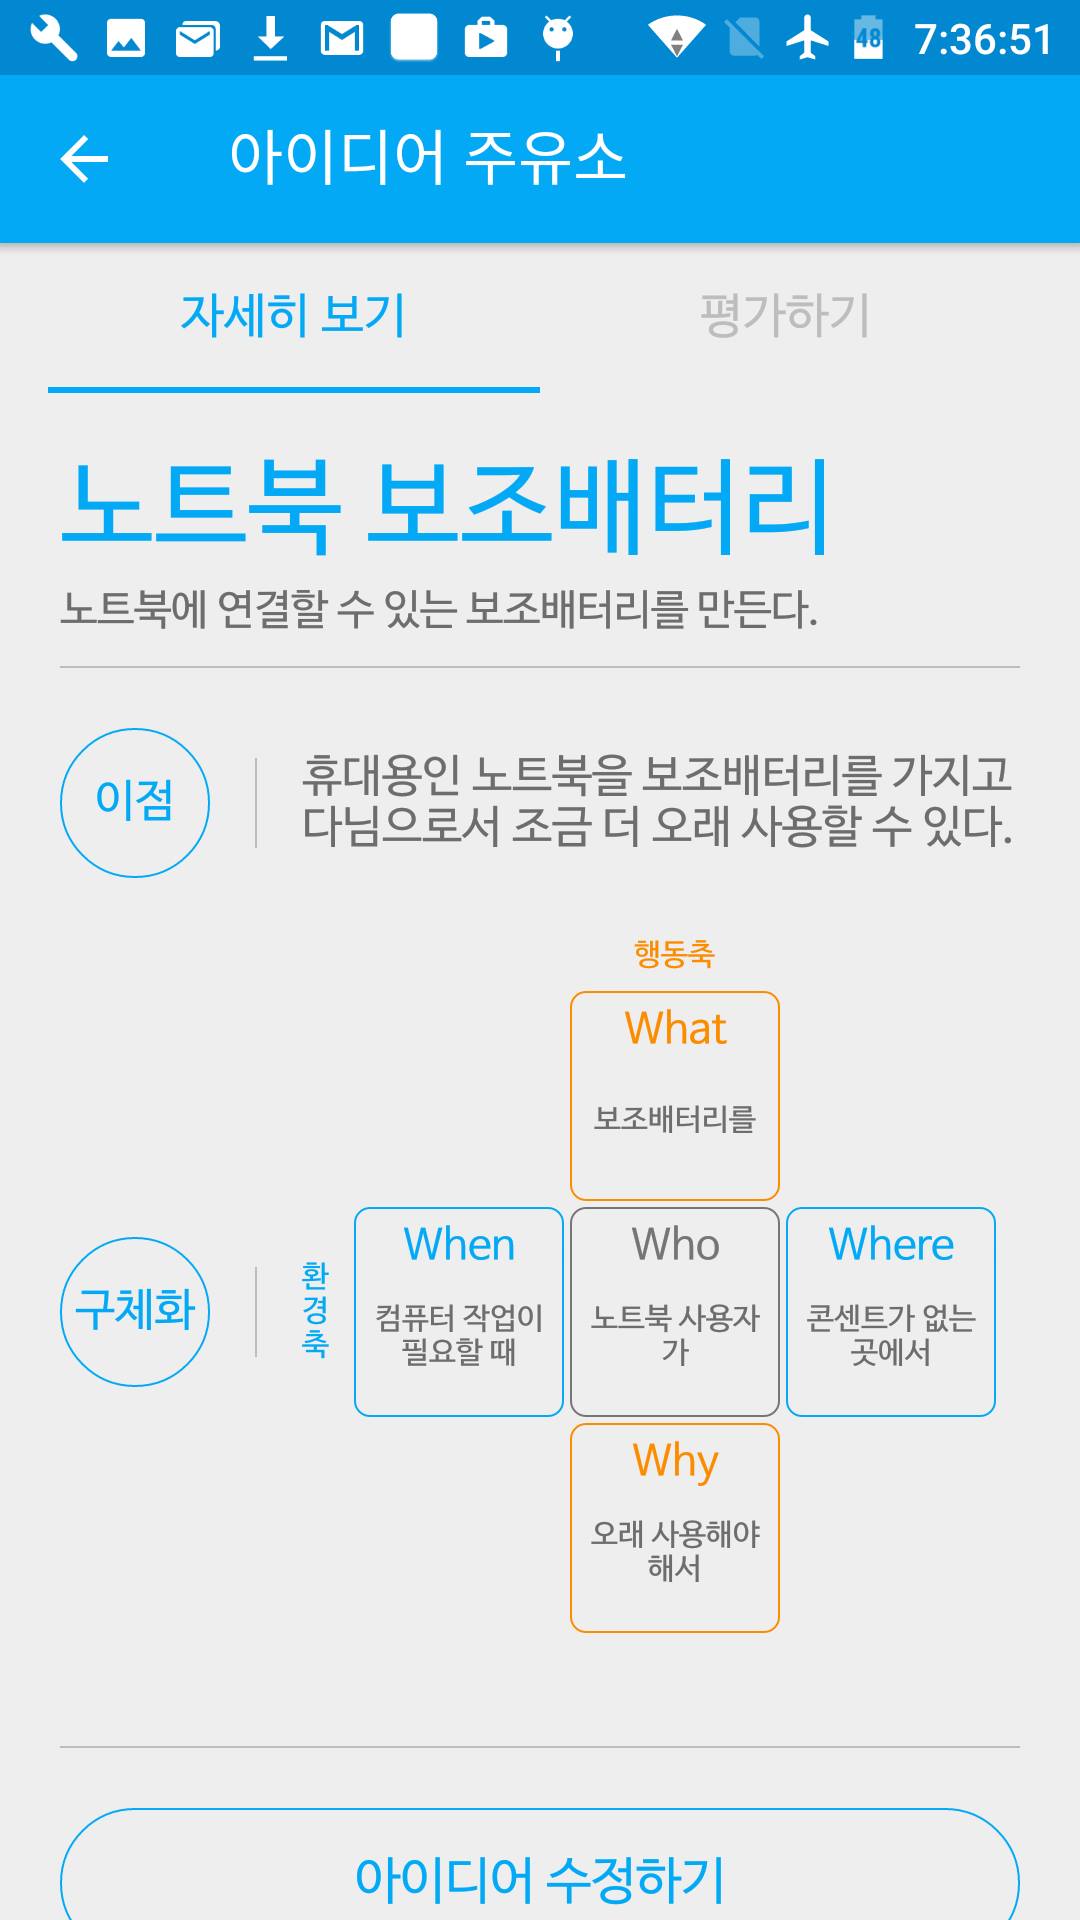 48 7:36:51
아이디어 주유소
자세히 보기 평가하기
노트북 보조배터리
노트북에 연결할 수 있는 보조배터리를 만든다.
이점
휴대용인 노트북을 보조배터리를 가지고
다님으로서 조금 더 오래 사용할 수 있다.
행동축
What
보조배터리를
구체화
환
경
축
When
컴퓨터 작업이
필요할 때
Who
노트북 사용자
가
Where
콘센트가 없는
곳에서
Why
오래 사용해야
해서
아이디어 수정하기